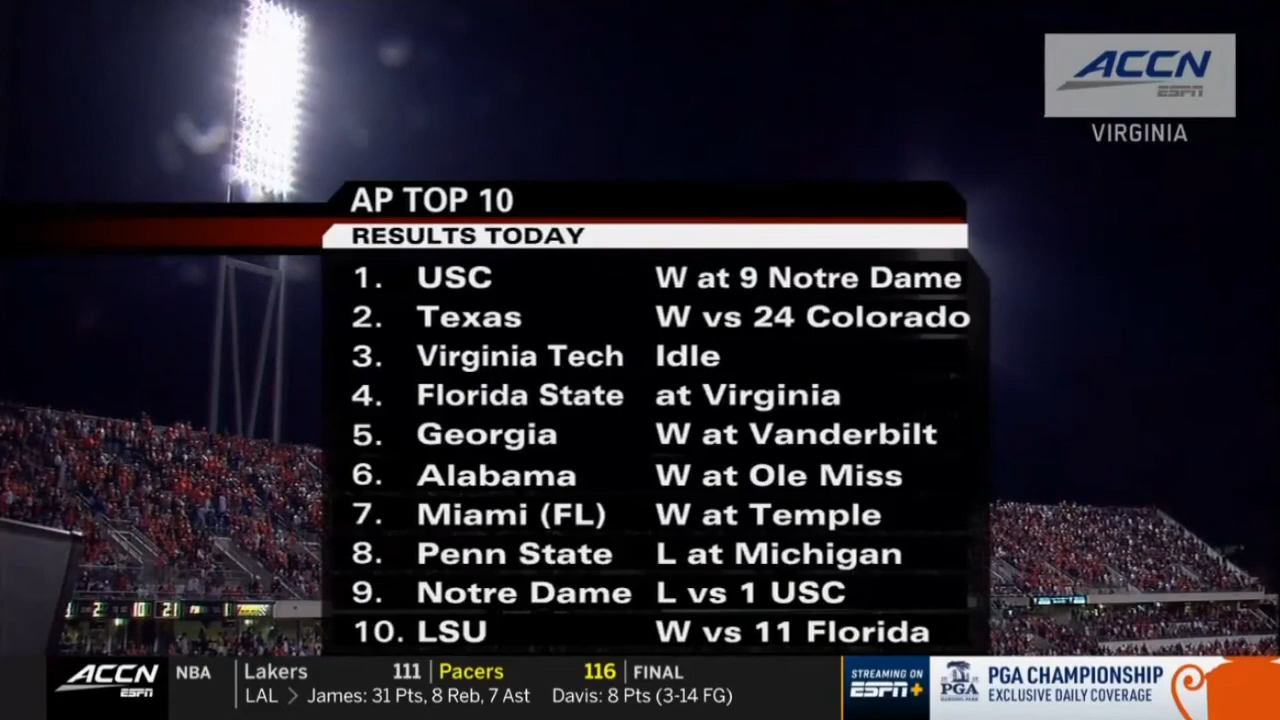 ACCN
ESPN
VIRGINIA
AP TOP 10
RESULTS TODAY
1. USC W at 9 Notre Dame
2. Texas W vs 24 Colorado
3. Virginia Tech Idle
4. Florida State at Virginia
5. Georgia W at Vanderbilt
6. Alabama W at Ole Miss
7. Miami (FL) W at Temple
8. Penn State L at Michigan
9. Notre Dame L vs 1 USC
10. LSU W vs 11 Florida
ACCN
ESPN
NBA
Lakers 111 Pacers 116 FINAL
LAL > James: 31 Pts, 8 Reb, 7 Ast Davis: 8 Pts (3-14 FG)
STREAMING ON
ESPN+
PGA
PGA CHAMPIONSHIP
EXCLUSIVE DAILY COVERAGE